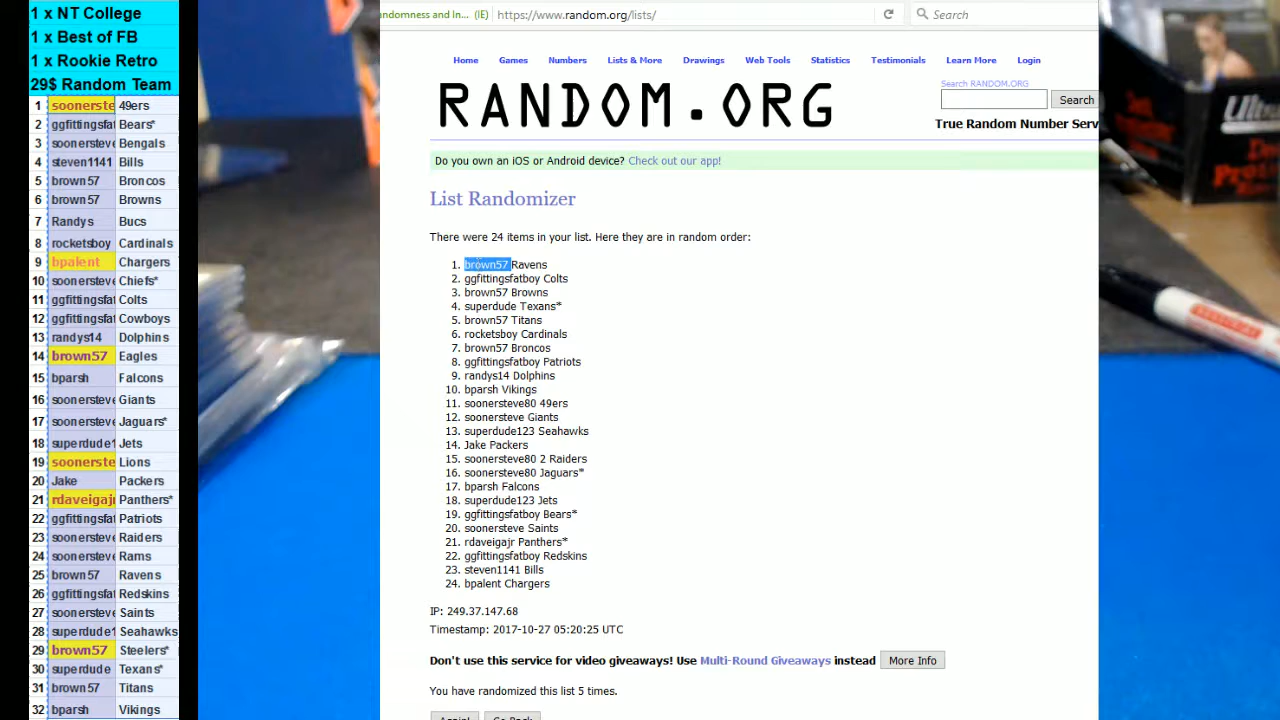 1 x NT College
1 x Best of FB
1 x Rookie Retro
29$ Random Team
1 soonerste 49ers
2 ggfittingsfat Bears*
3 soonersteve Bengals
4 steven1141 Bills
5 brown57 Broncos
6 brown57 Browns
7 Randys Bucs
8 rocketsboy Cardinals
9 bpalent Chargers
10 soonersteve Chiefs*
11 ggfittingsfat Colts
12 ggfittingsfat Cowboys
13 randys14 Dolphins
14 brown57 Eagles
15 bparsh Falcons
16 soonersteve Giants
17 soonersteve Jaguars*
18 superdude1 Jets
19 soonerste Lions
20 Jake Packers
21 rdaveigajr Panthers*
22 ggfittingsfat Patriots
23 soonersteve Raiders
24 soonersteve Rams
25 brown57 Ravens
26 ggfittingsfat Redskins
27 soonersteve Saints
28 superdude1 Seahawks
29 brown57 Steelers*
30 superdude Texans*
31 brown57 Titans
32 bparsh Vikings
andomness and In... (IE) https://www.random.org/lists/ Search
Home Games Numbers Lists & More Drawings Web Tools Statistics Testimonials Learn More Login
RANDOM.ORG
Search RANDOM.ORG
Search
True Random Number Serv
Do you own an iOS or Android device? Check out our app!
List Randomizer
There were 24 items in your list. Here they are in random order:
1. brown57 Ravens
2. ggfittingsfatboy Colts
3. brown57 Browns
4. superdude Texans*
5. brown57 Titans
6. rocketsboy Cardinals
7. brown57 Broncos
8. ggfittingsfatboy Patriots
9. randys14 Dolphins
10. bparsh Vikings
11. soonersteve80 49ers
12. soonersteve Giants
13. superdude123 Seahawks
14. Jake Packers
15. soonersteve80 2 Raiders
16. soonersteve80 Jaguars*
17. bparsh Falcons
18. superdude123 Jets
19. ggfittingsfatboy Bears*
20. soonersteve Saints
21. rdaveigajr Panthers*
22. ggfittingsfatboy Redskins
23. steven1141 Bills
24. bpalent Chargers
IP: 249.37.147.68
Timestamp: 2017-10-27 05:20:25 UTC
Don't use this service for video giveaways! Use Multi-Round Giveaways instead More Info
You have randomized this list 5 times.
Again! Go Back